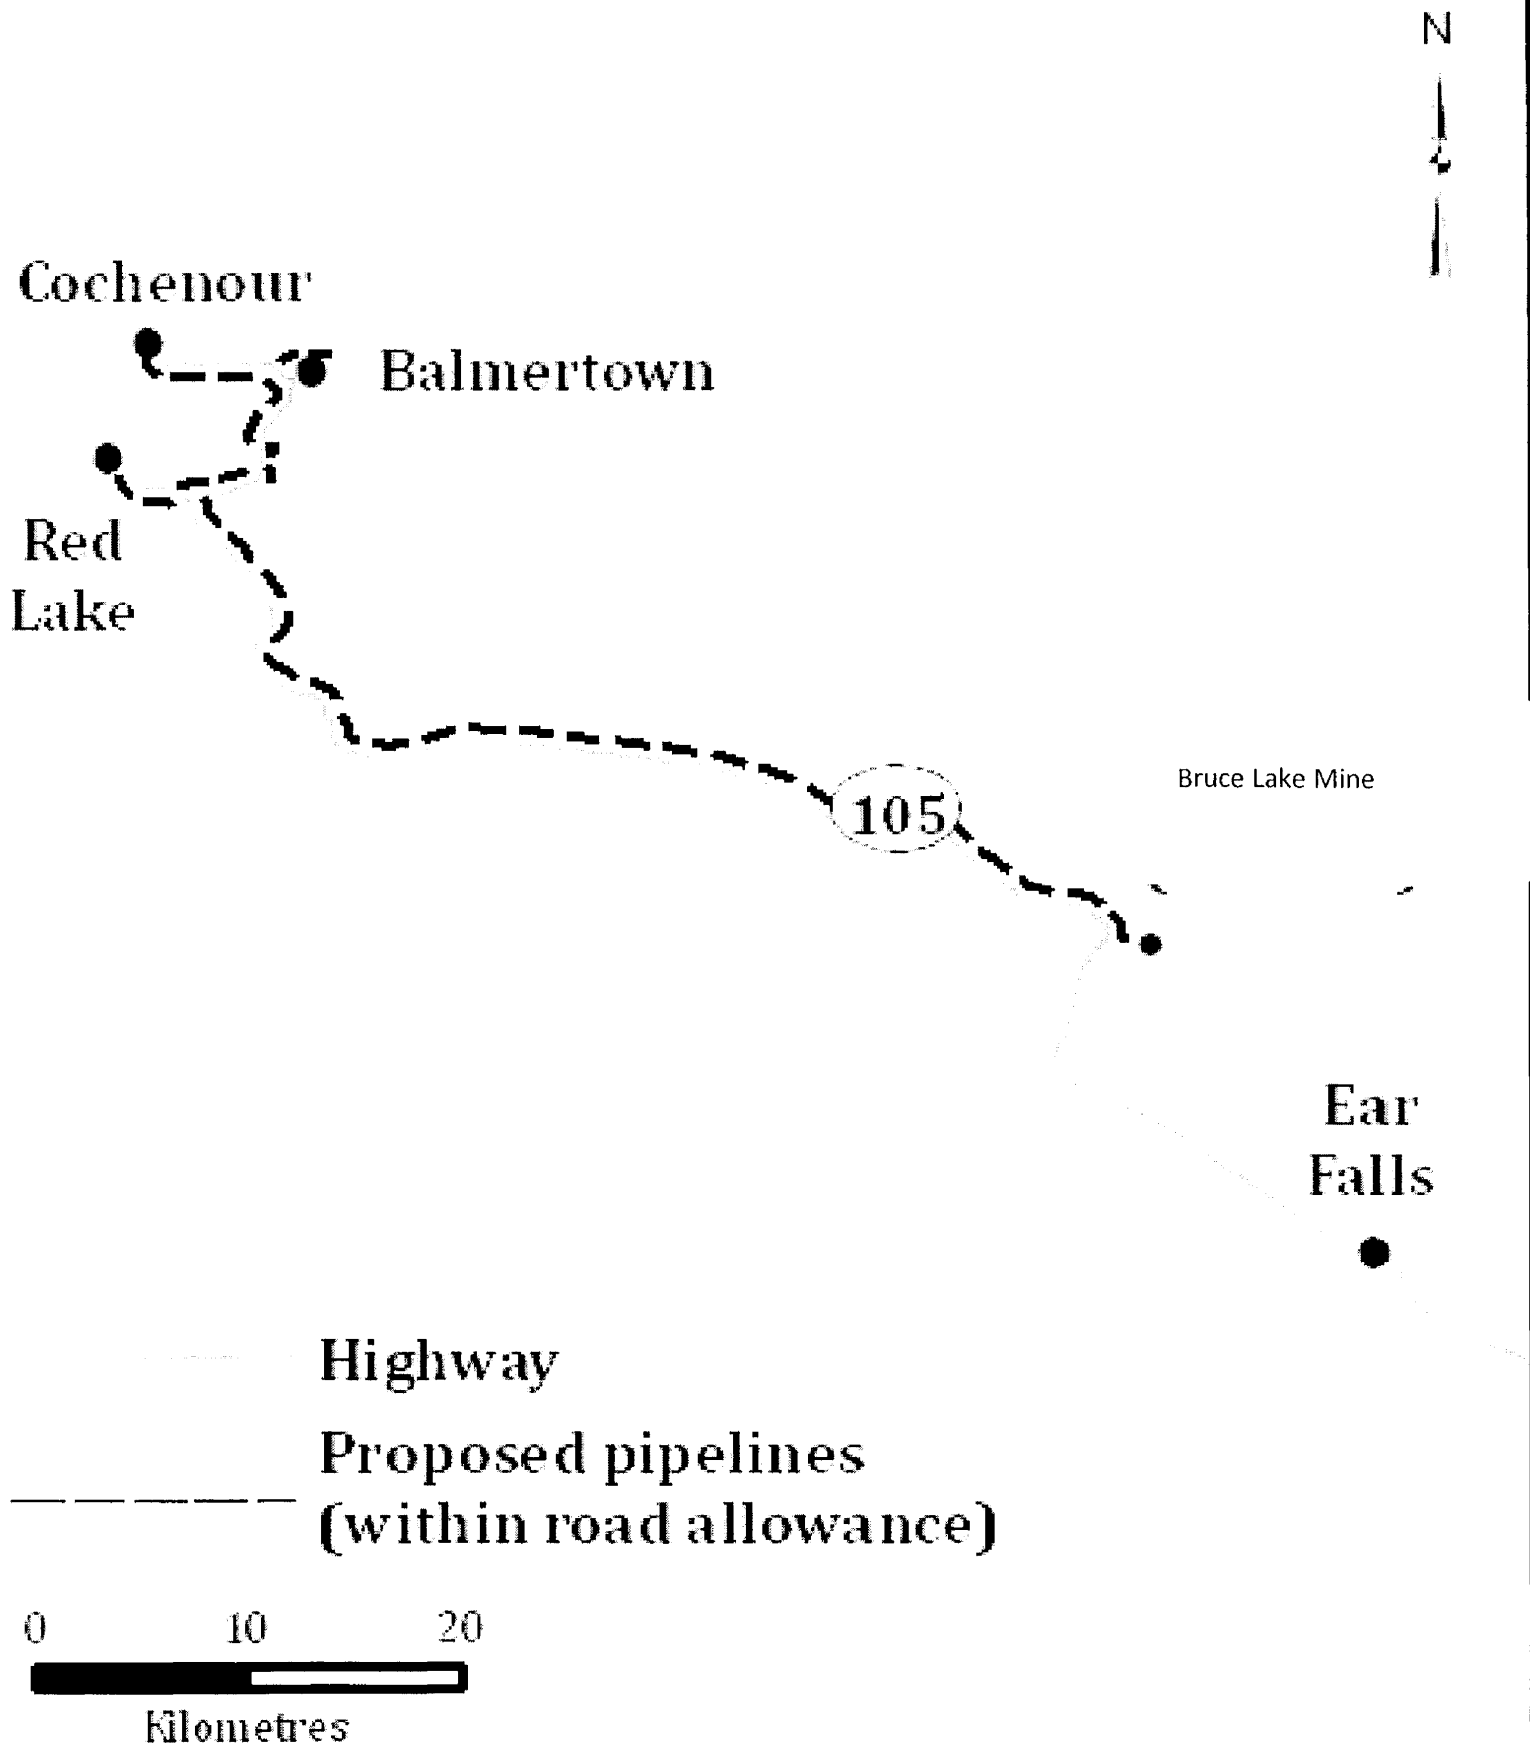 N
Cochenour
Balmertown
Red
Lake
105
Bruce Lake Mine
Ear
Falls
Highway
Proposed pipelines
(within road allowance)
0 10 20
Kilometres